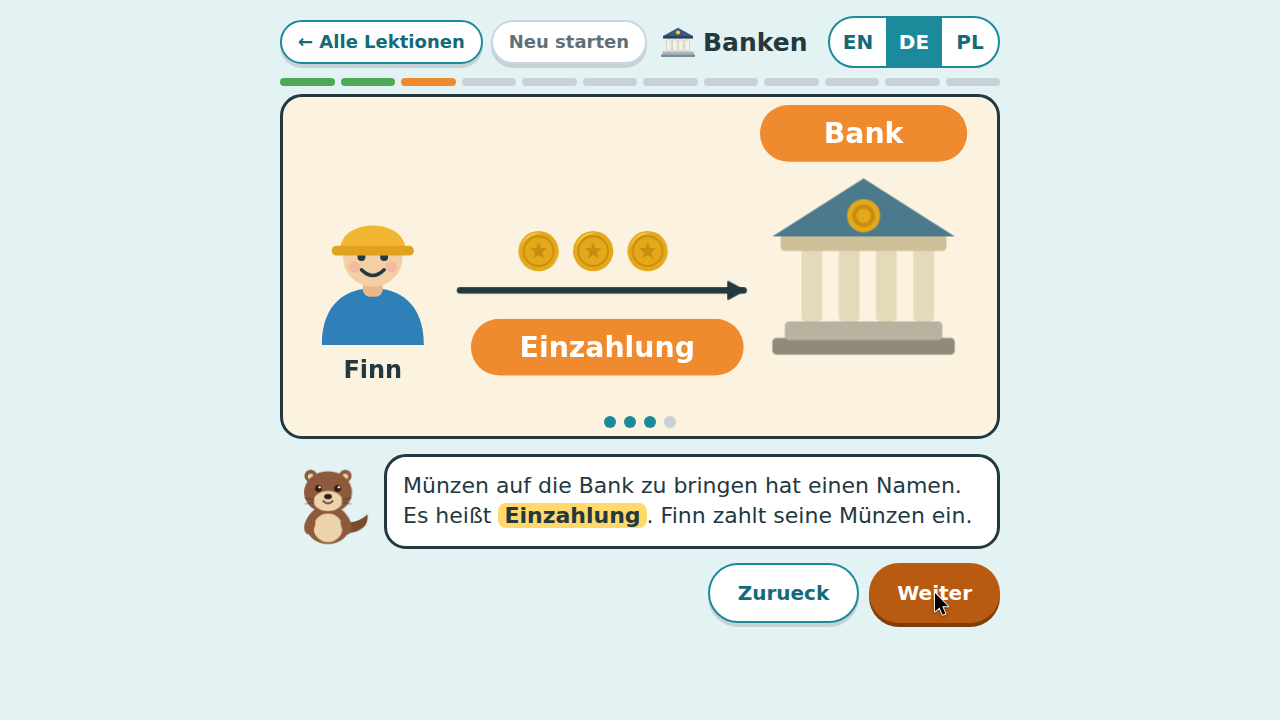 ← Alle Lektionen
Neu starten
Banken
EN DE PL
Bank
Einzahlung
Finn
Münzen auf die Bank zu bringen hat einen Namen.
Es heißt Einzahlung. Finn zahlt seine Münzen ein.
Zurueck
Weiter